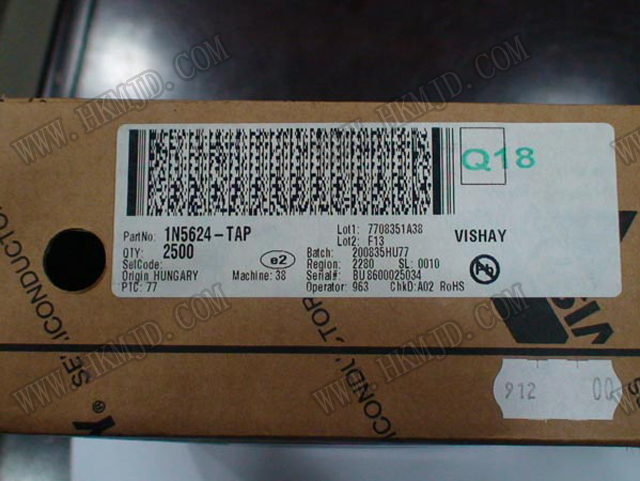 Q18
PartNo: 1N5624-TAP
QTY: 2500
SelCode:
Origin HUNGARY
PTC: 77
e2
Machine: 38
Lot1: 7708351A38
Lot2: F13
Batch: 200835HU77
Region: 2280 SL: 0010
Serial#: BU8600025034
Operator: 963 ChkD:A02 RoHS
VISHAY
Pb
912 00
WWW.HKMJD.COM
WWW.HKMJD.COM
WWW.HKMJD.COM
WWW.HKMJD.COM
WWW.HKMJD.COM
WWW.HKMJD.COM